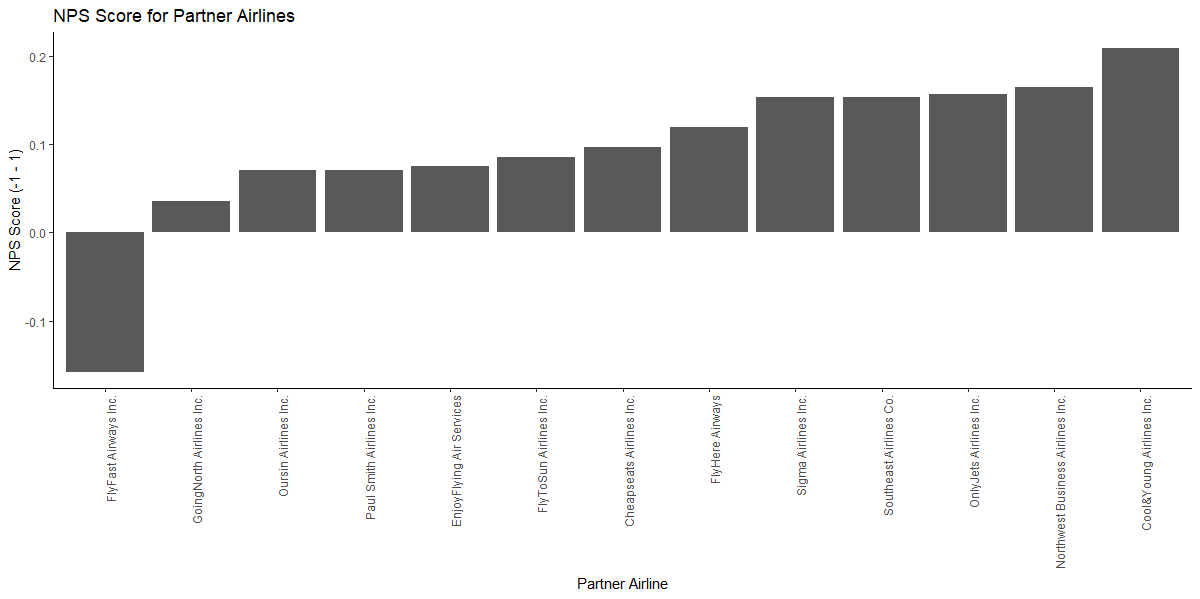 NPS Score for Partner Airlines
NPS Score (-1 - 1)
0.2
0.1
0.0
-0.1
FlyFast Airways Inc.
GoingNorth Airlines Inc.
Oursin Airlines Inc.
Paul Smith Airlines Inc.
EnjoyFlying Air Services
FlyToSun Airlines Inc.
Cheapseats Airlines Inc.
FlyHere Airways
Sigma Airlines Inc.
Southeast Airlines Co.
OnlyJets Airlines Inc.
Northwest Business Airlines Inc.
Cool&Young Airlines Inc.
Partner Airline